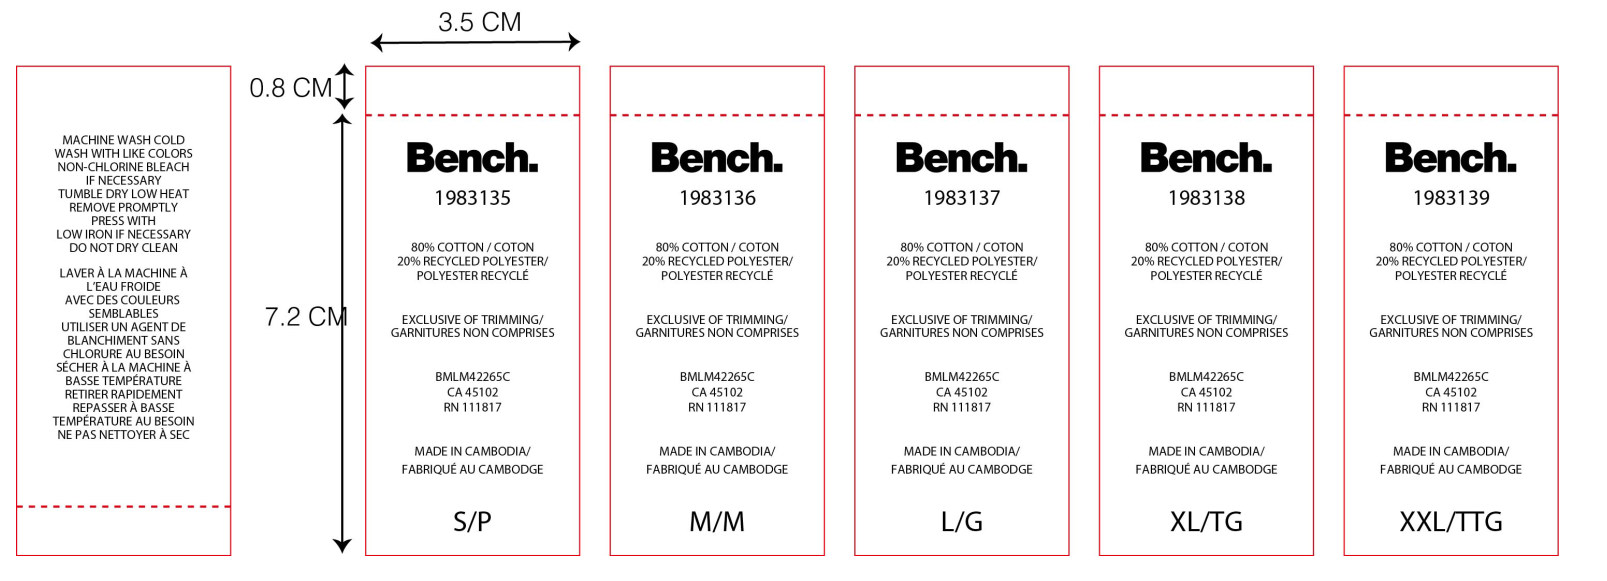 3.5 CM
0.8 CM
7.2 CM
MACHINE WASH COLD
WASH WITH LIKE COLORS
NON-CHLORINE BLEACH
IF NECESSARY
TUMBLE DRY LOW HEAT
REMOVE PROMPTLY
PRESS WITH
LOW IRON IF NECESSARY
DO NOT DRY CLEAN
LAVER À LA MACHINE À
L'EAU FROIDE
AVEC DES COULEURS
SEMBLABLES
UTILISER UN AGENT DE
BLANCHIMENT SANS
CHLORURE AU BESOIN
SÉCHER À LA MACHINE À
BASSE TEMPÉRATURE
RETIRER RAPIDEMENT
REPASSER À BASSE
TEMPÉRATURE AU BESOIN
NE PAS NETTOYER À SEC
Bench.
1983135
80% COTTON / COTON
20% RECYCLED POLYESTER/
POLYESTER RECYCLÉ
EXCLUSIVE OF TRIMMING/
GARNITURES NON COMPRISES
BMLM42265C
CA 45102
RN 111817
MADE IN CAMBODIA/
FABRIQUÉ AU CAMBODGE
S/P
Bench.
1983136
80% COTTON / COTON
20% RECYCLED POLYESTER/
POLYESTER RECYCLÉ
EXCLUSIVE OF TRIMMING/
GARNITURES NON COMPRISES
BMLM42265C
CA 45102
RN 111817
MADE IN CAMBODIA/
FABRIQUÉ AU CAMBODGE
M/M
Bench.
1983137
80% COTTON / COTON
20% RECYCLED POLYESTER/
POLYESTER RECYCLÉ
EXCLUSIVE OF TRIMMING/
GARNITURES NON COMPRISES
BMLM42265C
CA 45102
RN 111817
MADE IN CAMBODIA/
FABRIQUÉ AU CAMBODGE
L/G
Bench.
1983138
80% COTTON / COTON
20% RECYCLED POLYESTER/
POLYESTER RECYCLÉ
EXCLUSIVE OF TRIMMING/
GARNITURES NON COMPRISES
BMLM42265C
CA 45102
RN 111817
MADE IN CAMBODIA/
FABRIQUÉ AU CAMBODGE
XL/TG
Bench.
1983139
80% COTTON / COTON
20% RECYCLED POLYESTER/
POLYESTER RECYCLÉ
EXCLUSIVE OF TRIMMING/
GARNITURES NON COMPRISES
BMLM42265C
CA 45102
RN 111817
MADE IN CAMBODIA/
FABRIQUÉ AU CAMBODGE
XXL/TTG